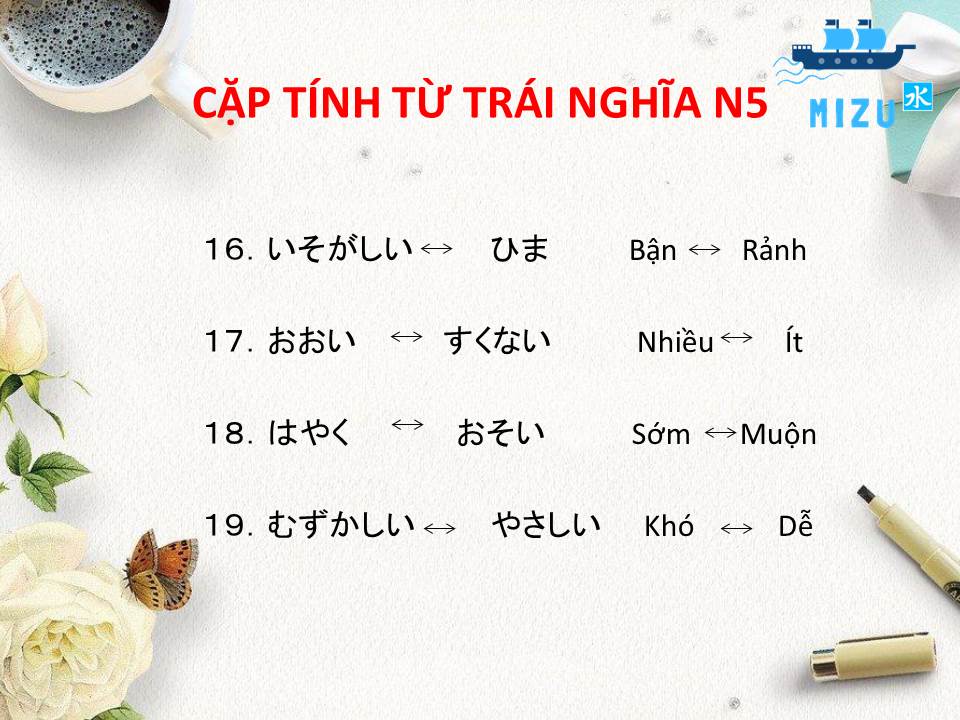 CẶP TÍNH TỪ TRÁI NGHĨA N5
MIZU 水
16. いそがしい ↔ ひま Bận ↔ Rảnh
17. おおい ↔ すくない Nhiều ↔ Ít
18. はやく ↔ おそい Sớm ↔ Muộn
19. むずかしい ↔ やさしい Khó ↔ Dễ